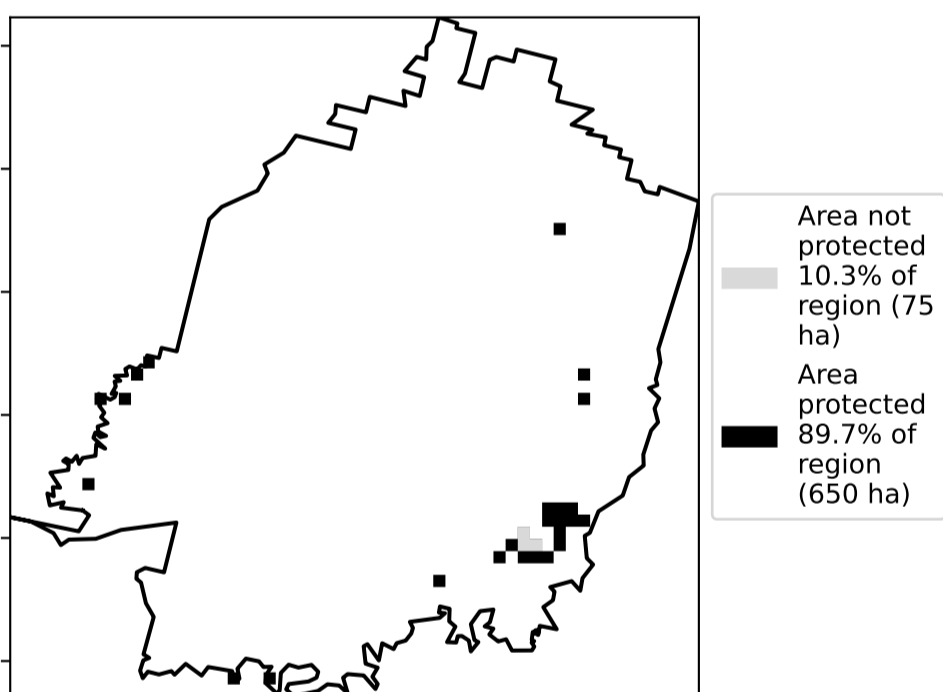 Area not
protected
10.3% of
region (75
ha)
Area
protected
89.7% of
region
(650 ha)